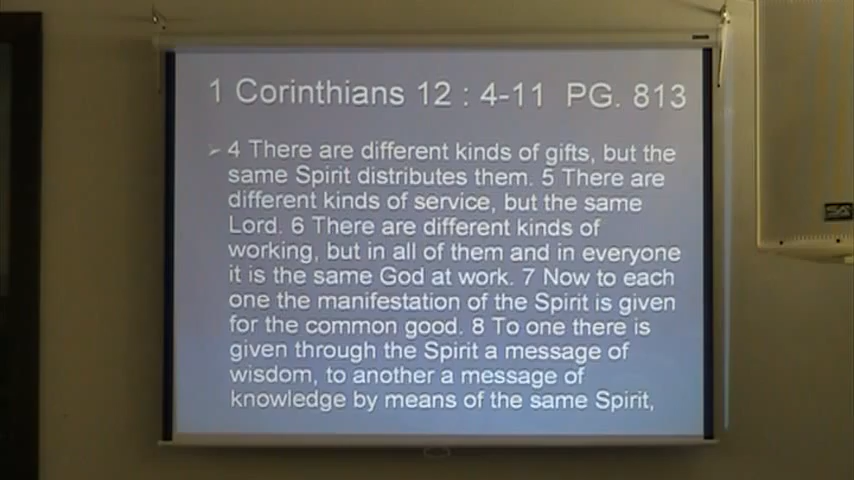 1 Corinthians 12 : 4-11 PG. 813
➢ 4 There are different kinds of gifts, but the
same Spirit distributes them. 5 There are
different kinds of service, but the same
Lord. 6 There are different kinds of
working, but in all of them and in everyone
it is the same God at work. 7 Now to each
one the manifestation of the Spirit is given
for the common good. 8 To one there is
given through the Spirit a message of
wisdom, to another a message of
knowledge by means of the same Spirit,